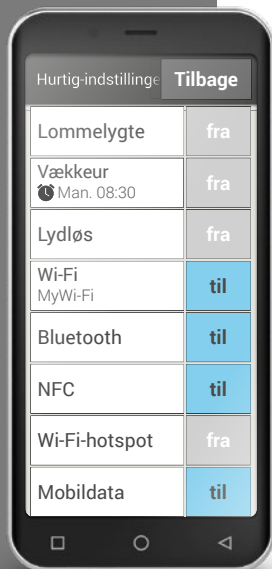 Hurtig-indstillinge Tilbage
Lommelygte fra
Vækkeur
Man. 08:30 fra
Lydløs fra
Wi-Fi
MyWi-Fi til
Bluetooth til
NFC til
Wi-Fi-hotspot fra
Mobildata til